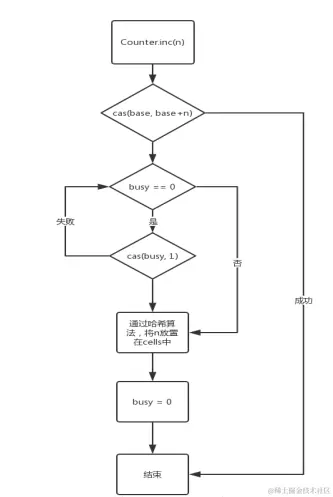 Counter.inc(n)
cas(base, base+n)
busy == 0
失败
是
cas(busy, 1)
否
成功
通过哈希算
法，将n放置
在cells中
busy = 0
结束
@稀土掘金技术社区